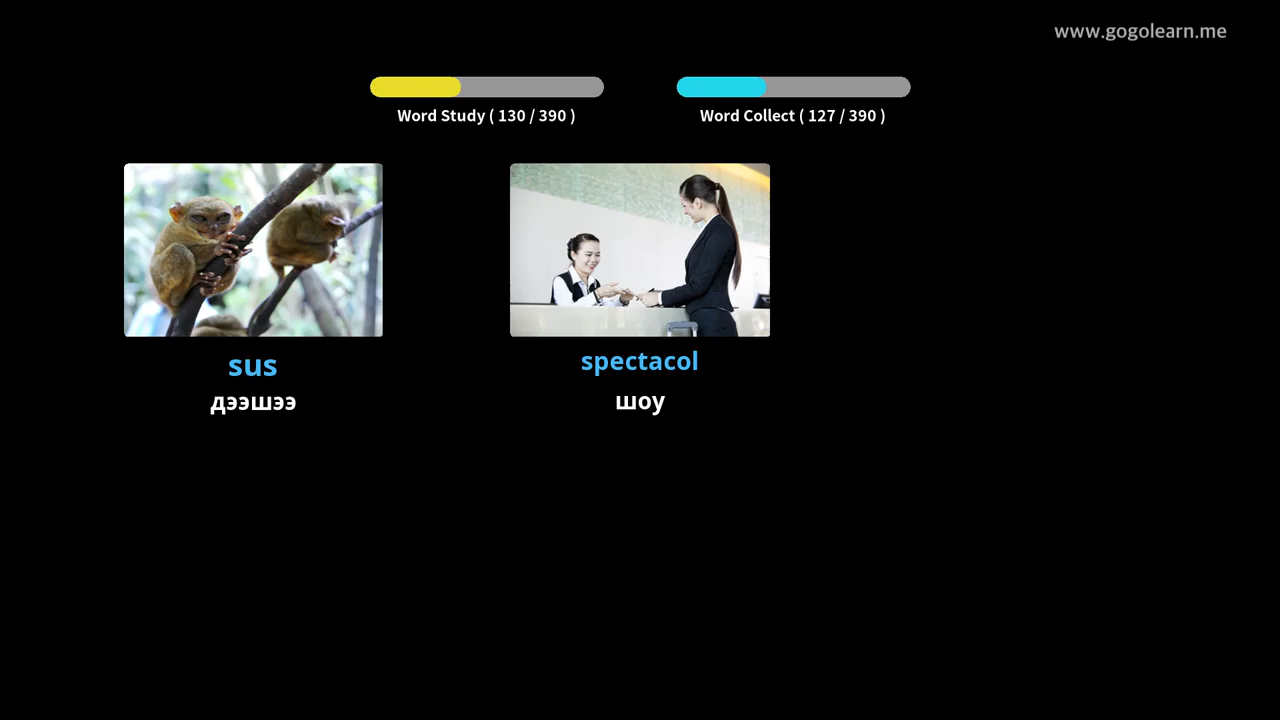 www.gogolearn.me
Word Study ( 130 / 390 )
Word Collect ( 127 / 390 )
sus
дээшээ
spectacol
шоу